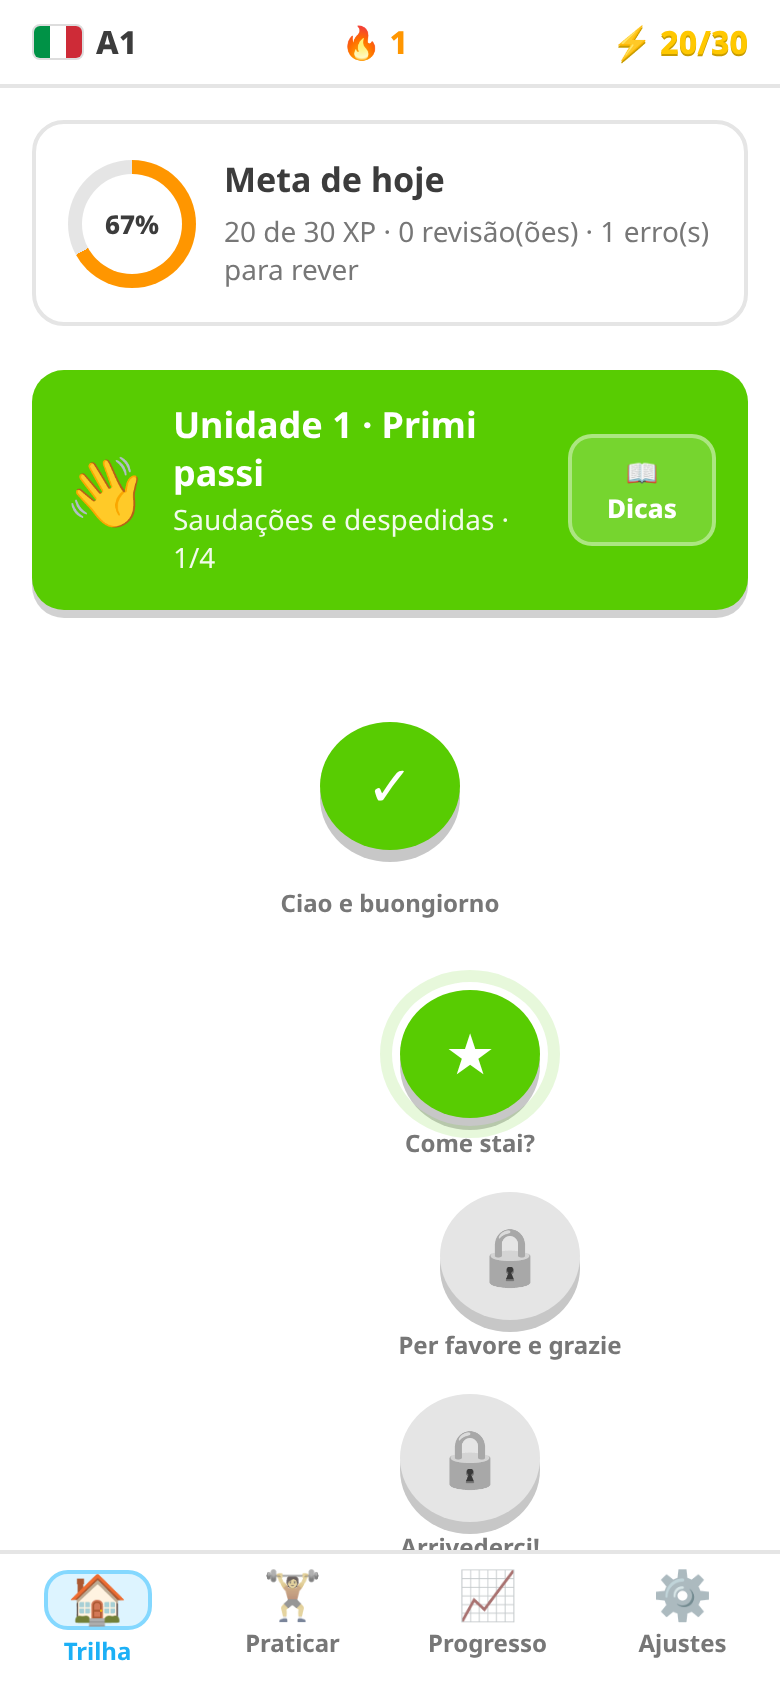 A1
1
20/30
67%
Meta de hoje
20 de 30 XP · 0 revisão(ões) · 1 erro(s)
para rever
Unidade 1 · Primi
passi
Saudações e despedidas ·
1/4
Dicas
Ciao e buongiorno
Come stai?
Per favore e grazie
Arrivederci!
Trilha
Praticar
Progresso
Ajustes